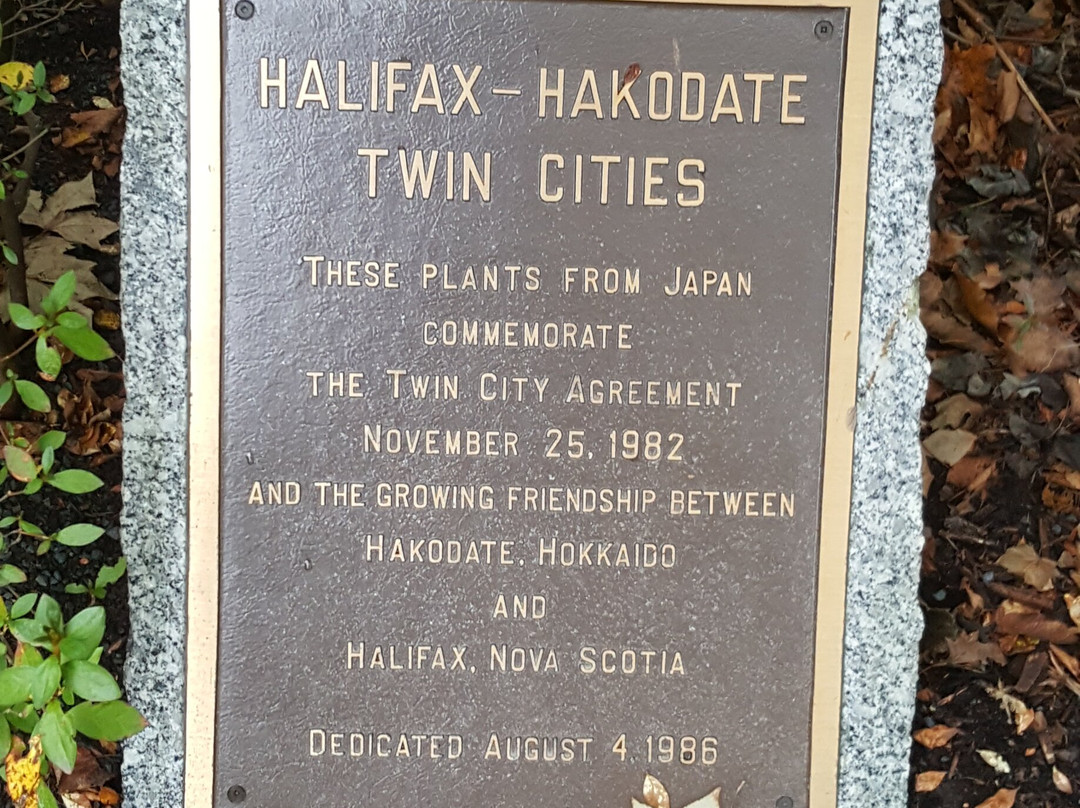 HALIFAX – HAKODATE
TWIN CITIES
THESE PLANTS FROM JAPAN
COMMEMORATE
THE TWIN CITY AGREEMENT
NOVEMBER 25, 1982
AND THE GROWING FRIENDSHIP BETWEEN
HAKODATE, HOKKAIDO
AND
HALIFAX, NOVA SCOTIA
DEDICATED AUGUST 4, 1986